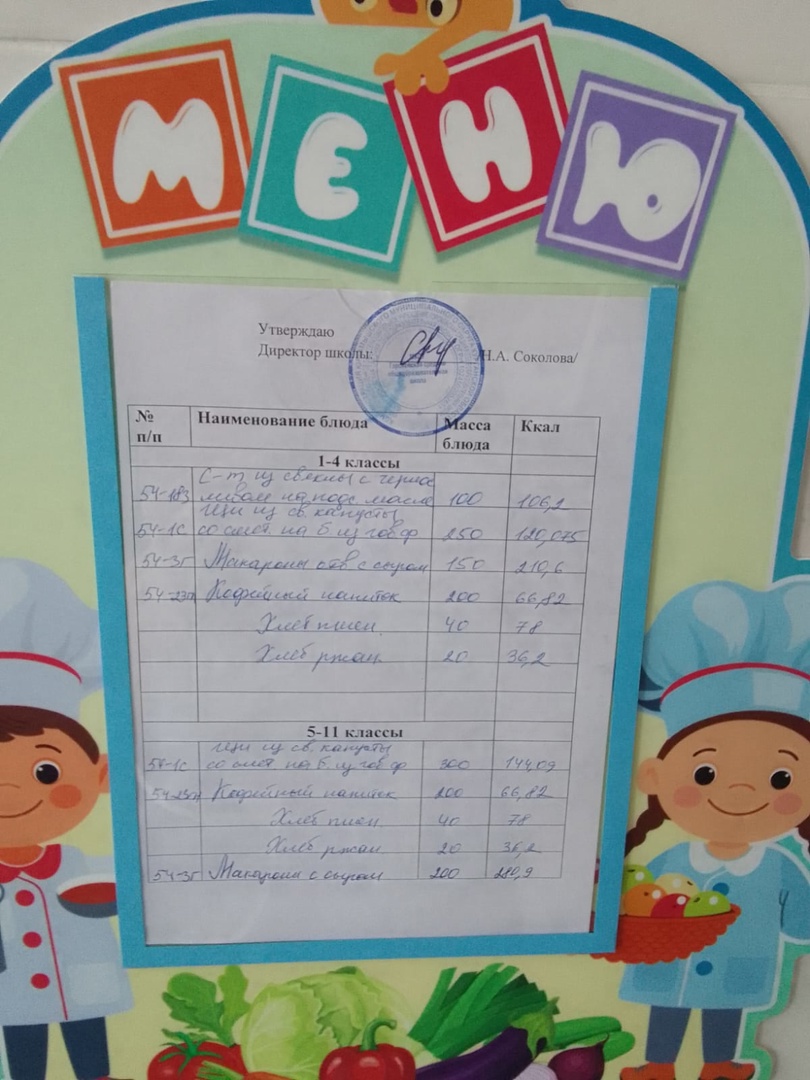 МЕНЮ
Утверждаю
Директор школы: /Н.А. Соколова/
№ п/п Наименование блюда Масса блюда Ккал
1-4 классы
С-т из свеклы с черно
54-18з сливом на подс. масле 100 106,2
Щи из св. капусты
54-1с со смет. на б. из гов ф 250 120,075
54-3г Макароны отв с сыром 150 210,6
54-23гн Кофейный напиток 200 66,82
Хлеб пшен. 40 78
Хлеб ржан. 20 36,2
5-11 классы
Щи из св. капусты
54-1с со смет на б. из гов ф 300 144,09
54-23гн Кофейный напиток 200 66,82
Хлеб пшен 40 78
Хлеб ржан 20 36,2
54-3г Макароны с сыром 200 280,9